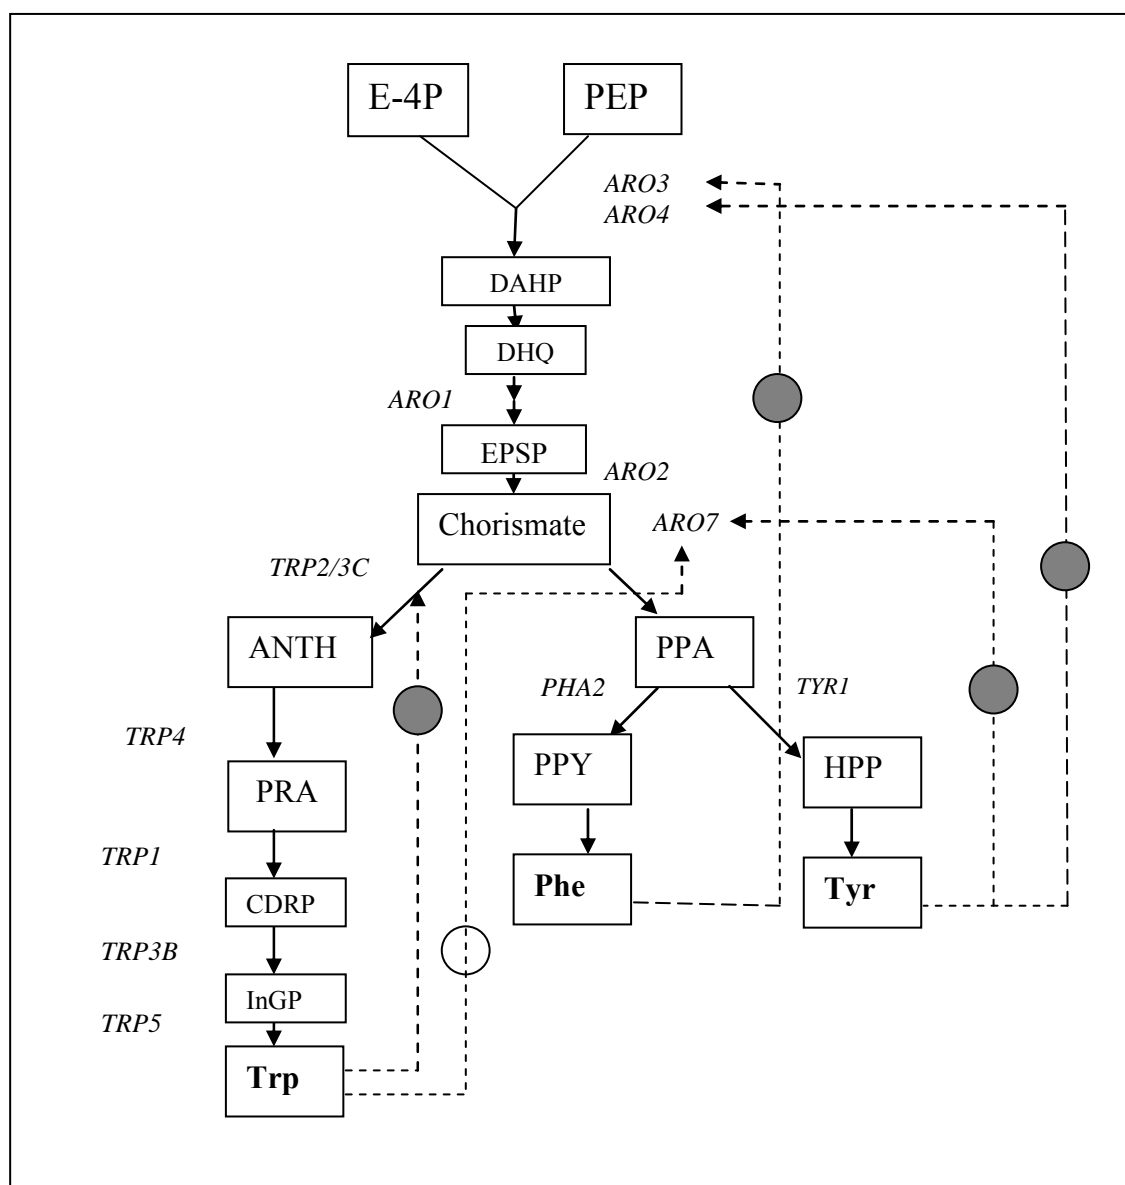 E-4P
PEP
ARO3
ARO4
DAHP
DHQ
ARO1
EPSP
ARO2
Chorismate
ARO7
TRP2/3C
ANTH
PPA
PHA2
TYR1
TRP4
PPY
HPP
PRA
TRP1
Phe
Tyr
CDRP
TRP3B
InGP
TRP5
Trp